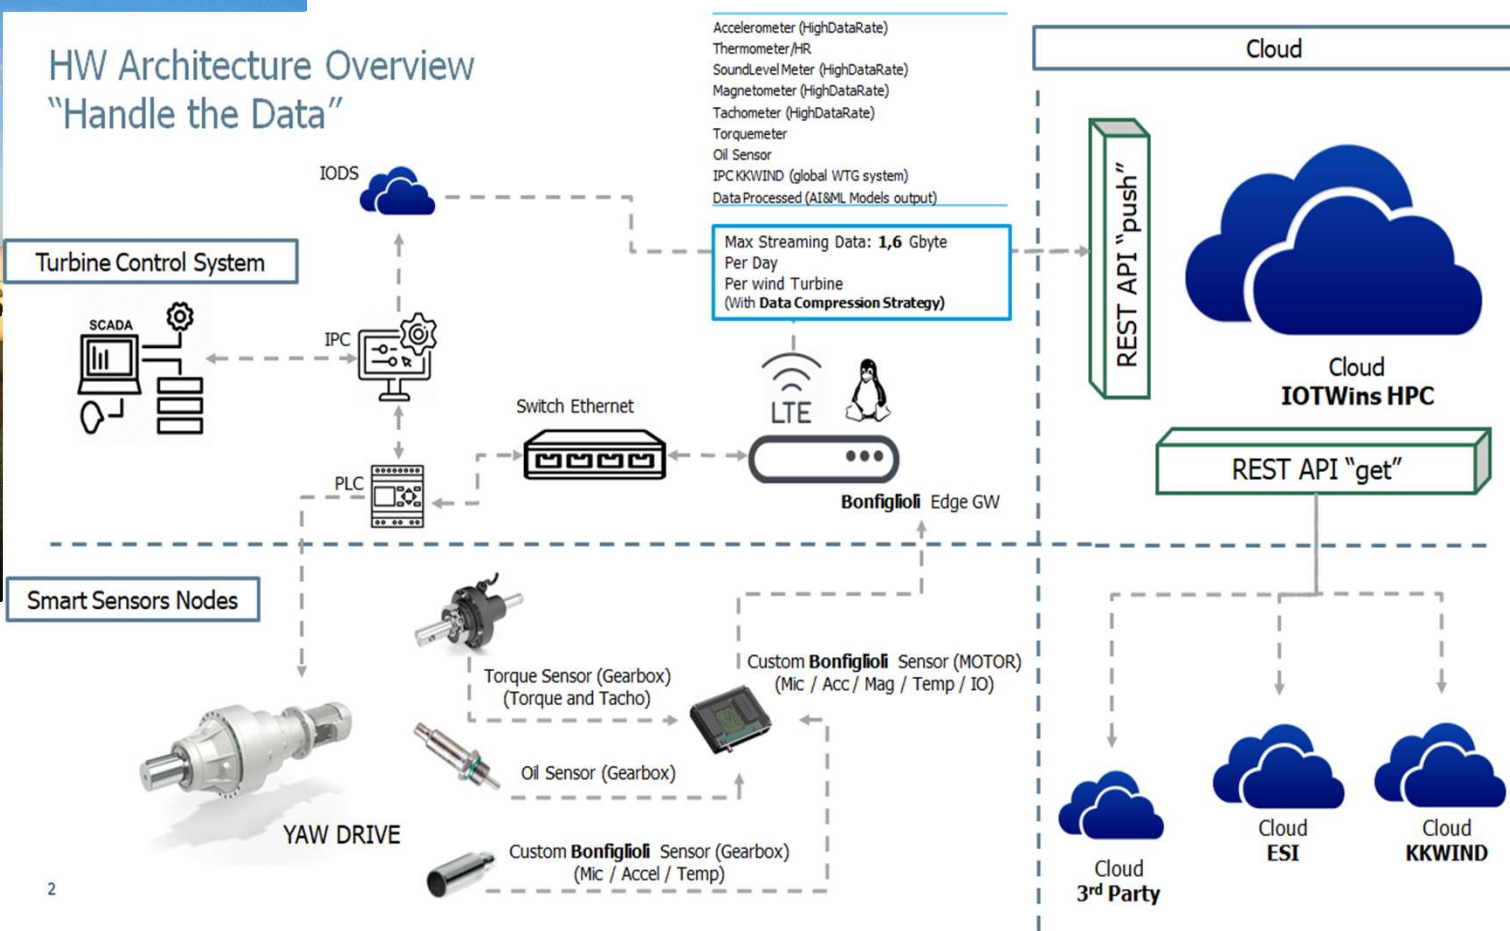 HW Architecture Overview
“Handle the Data”
Accelerometer (HighDataRate)
Thermometer/HR
SoundLevel Meter (HighDataRate)
Magnetometer (HighDataRate)
Tachometer (HighDataRate)
Torquemeter
Oil Sensor
IPC KKWIND (global WTG system)
Data Processed (AI&ML Models output)
Max Streaming Data: 1,6 Gbyte
Per Day
Per wind Turbine
(With Data Compression Strategy)
Cloud
REST API “push”
Cloud
IOTWins HPC
REST API “get”
IODS
Turbine Control System
SCADA
IPC
Switch Ethernet
LTE
PLC
Bonfiglioli Edge GW
Smart Sensors Nodes
Torque Sensor (Gearbox)
(Torque and Tacho)
Custom Bonfiglioli Sensor (MOTOR)
(Mic / Acc / Mag / Temp / IO)
Oil Sensor (Gearbox)
YAW DRIVE
Custom Bonfiglioli Sensor (Gearbox)
(Mic / Accel / Temp)
Cloud
3rd Party
Cloud
ESI
Cloud
KKWIND
2